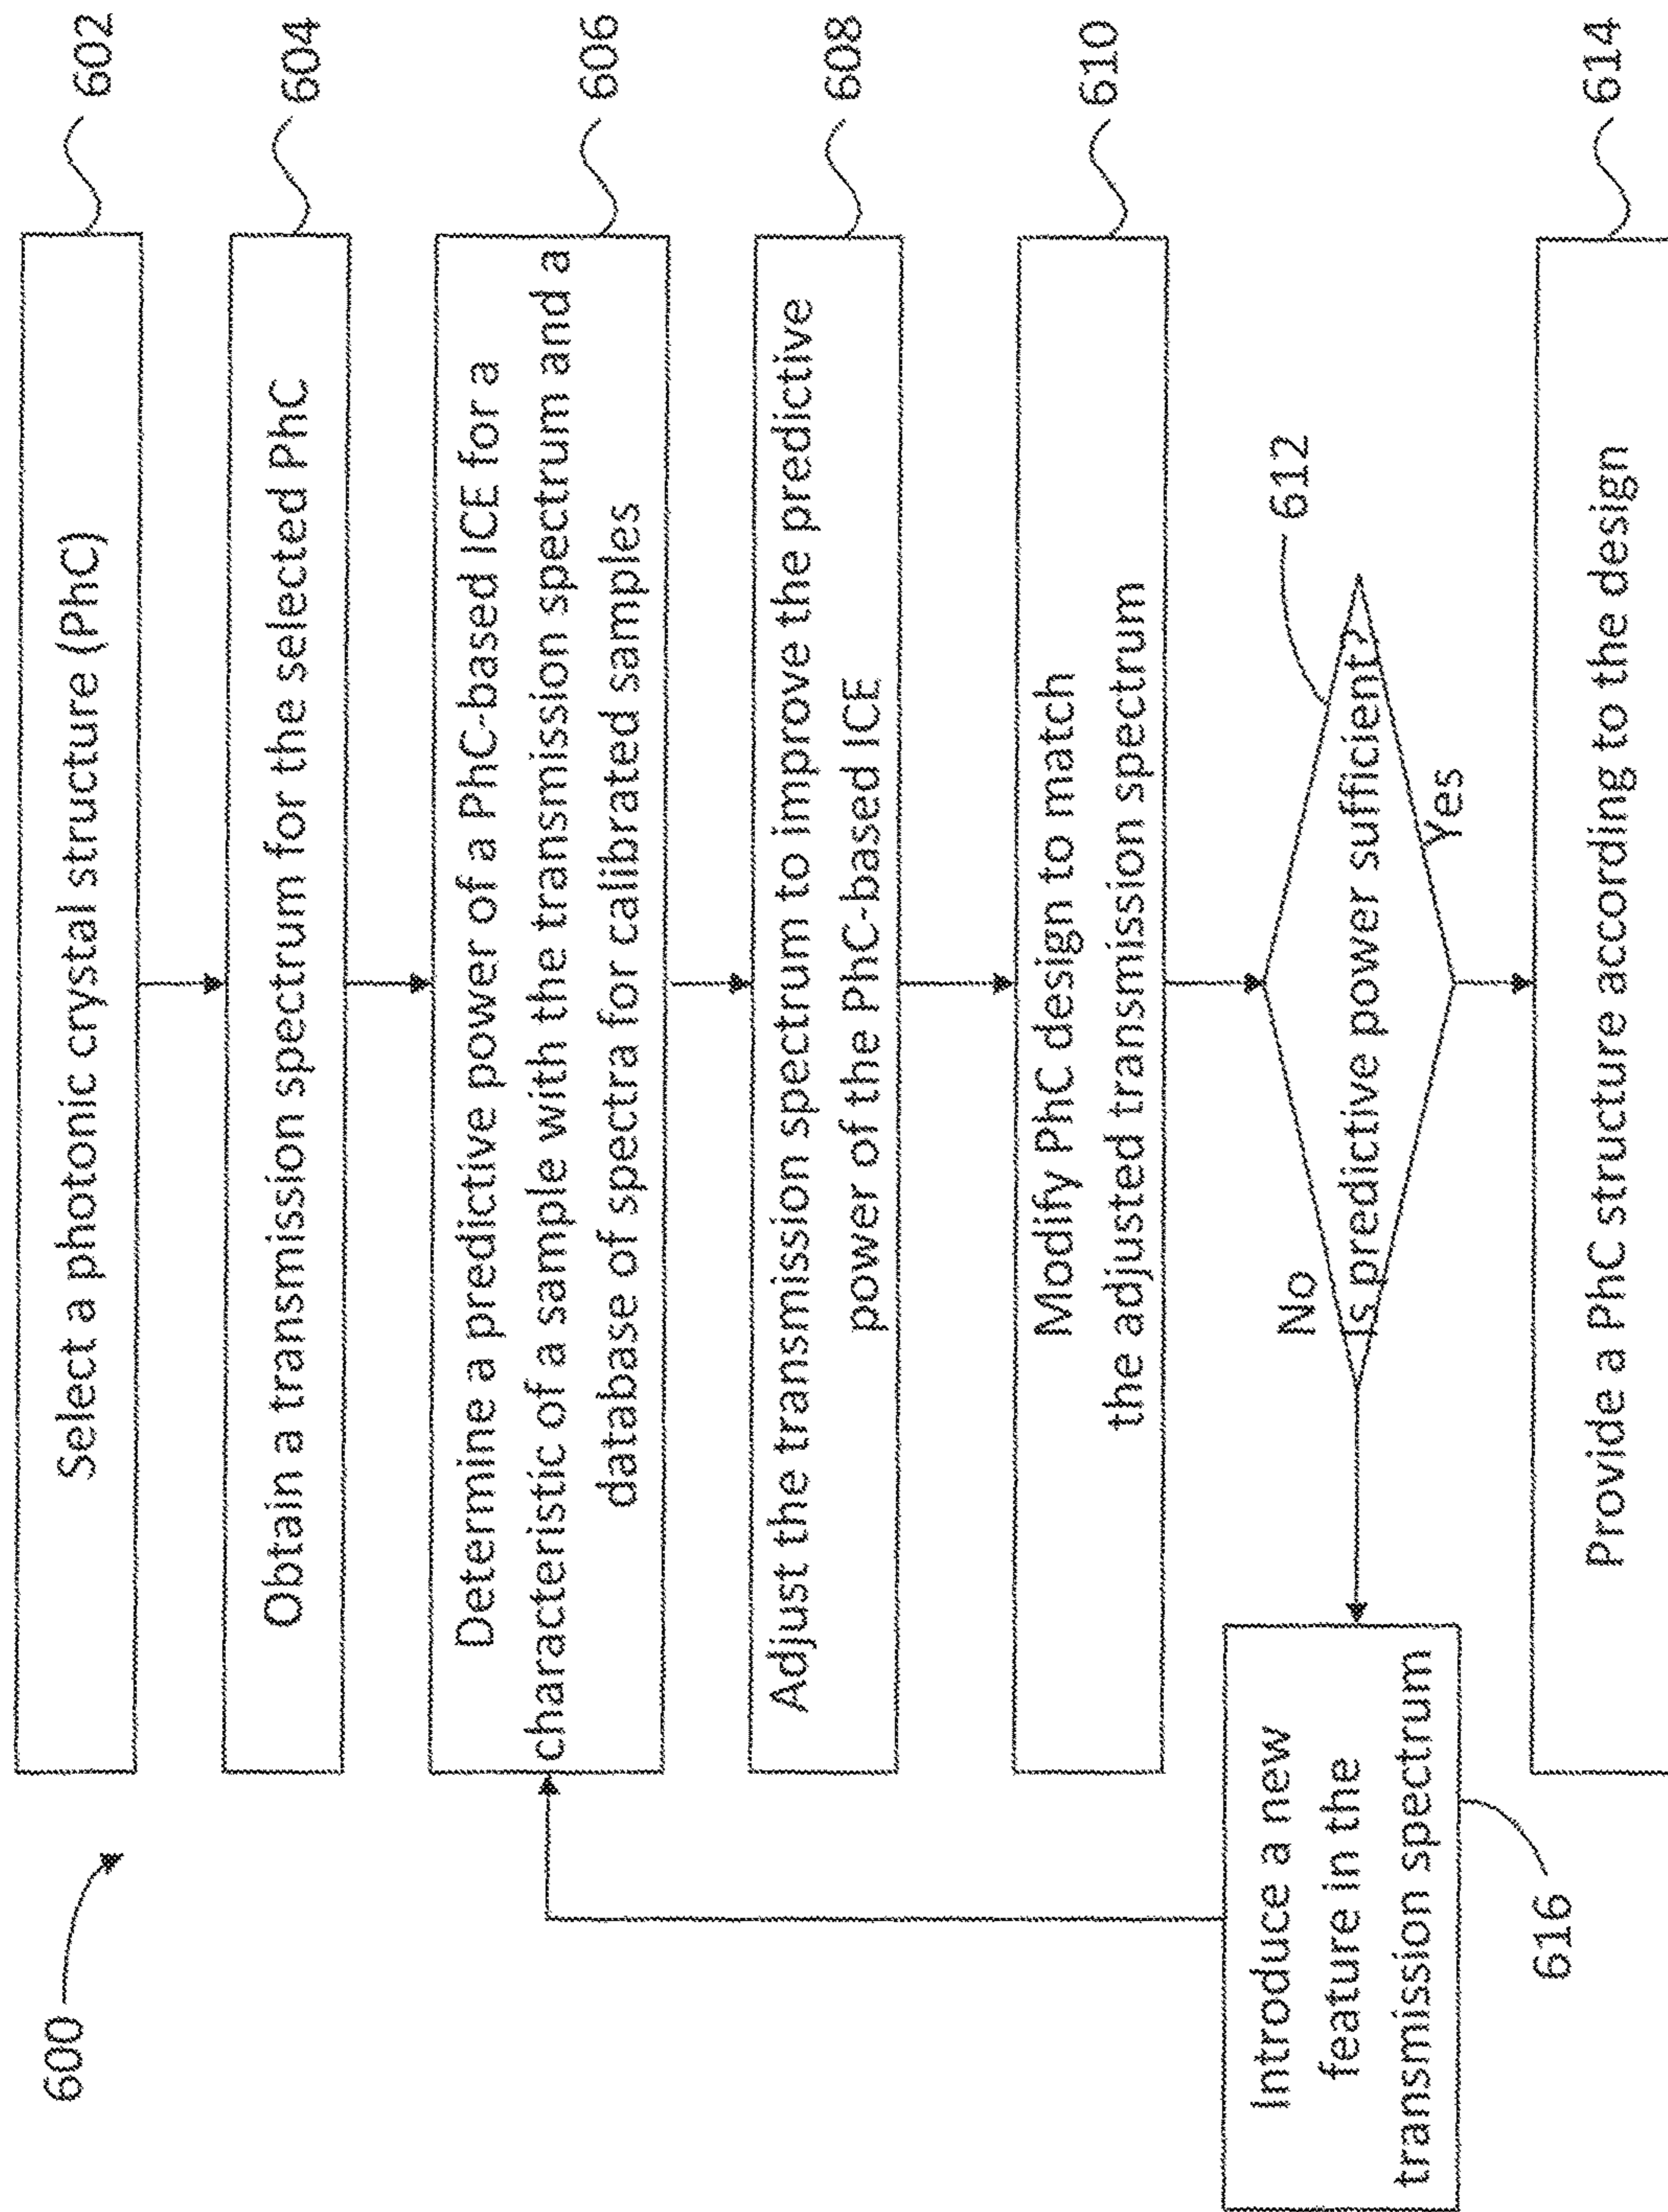 600
Select a photonic crystal structure (PhC)
602
Obtain a transmission spectrum for the selected PhC
604
Determine a predictive power of a PhC-based ICE for a
characteristic of a sample with the transmission spectrum and a
database of spectra for calibrated samples
606
Adjust the transmission spectrum to improve the predictive
power of the PhC-based ICE
608
Modify PhC design to match
the adjusted transmission spectrum
610
Is predictive power sufficient?
612
No
Yes
Introduce a new
feature in the
transmission spectrum
616
Provide a PhC structure according to the design
614